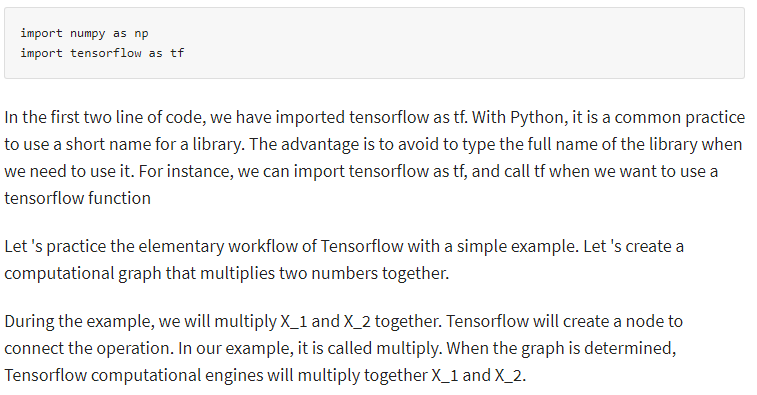 import numpy as np
import tensorflow as tf
In the first two line of code, we have imported tensorflow as tf. With Python, it is a common practice
to use a short name for a library. The advantage is to avoid to type the full name of the library when
we need to use it. For instance, we can import tensorflow as tf, and call tf when we want to use a
tensorflow function
Let 's practice the elementary workflow of Tensorflow with a simple example. Let 's create a
computational graph that multiplies two numbers together.
During the example, we will multiply X_1 and X_2 together. Tensorflow will create a node to
connect the operation. In our example, it is called multiply. When the graph is determined,
Tensorflow computational engines will multiply together X_1 and X_2.